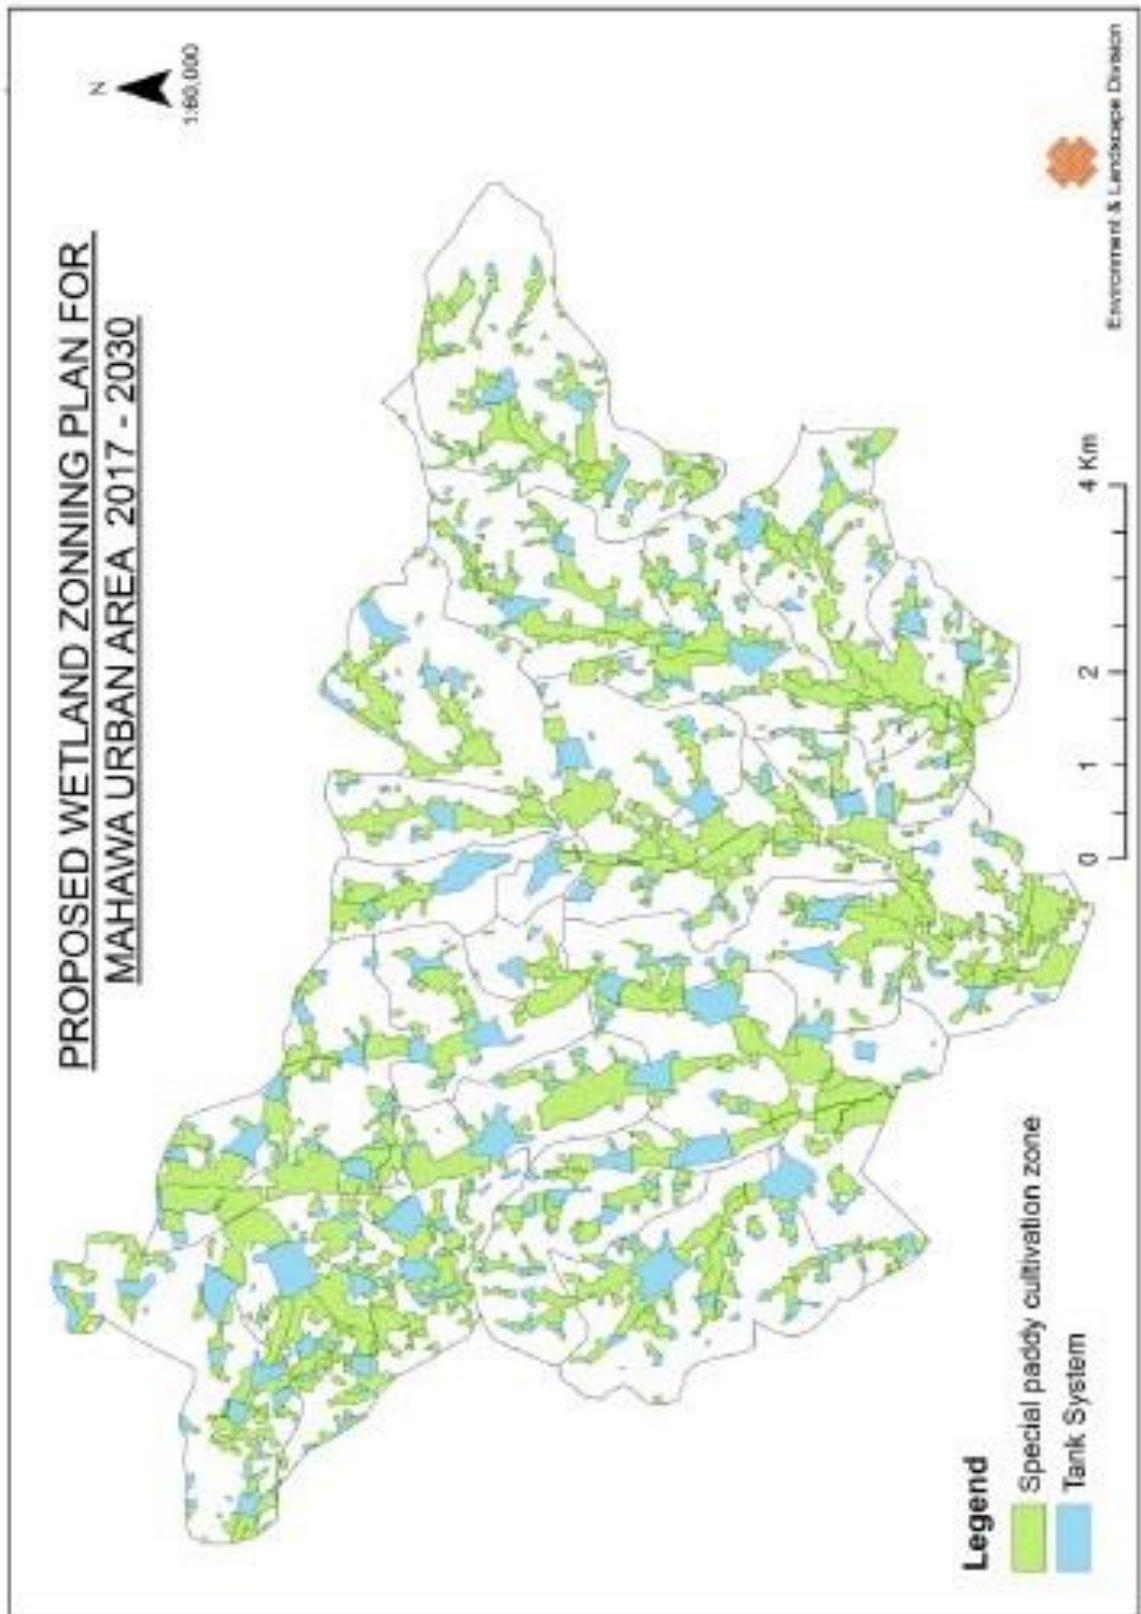 PROPOSED WETLAND ZONNING PLAN FOR
MAHAWA URBAN AREA 2017 - 2030
N
1:60,000
Legend
Special paddy cultivation zone
Tank System
0 1 2 4 Km
Environment & Landscape Division